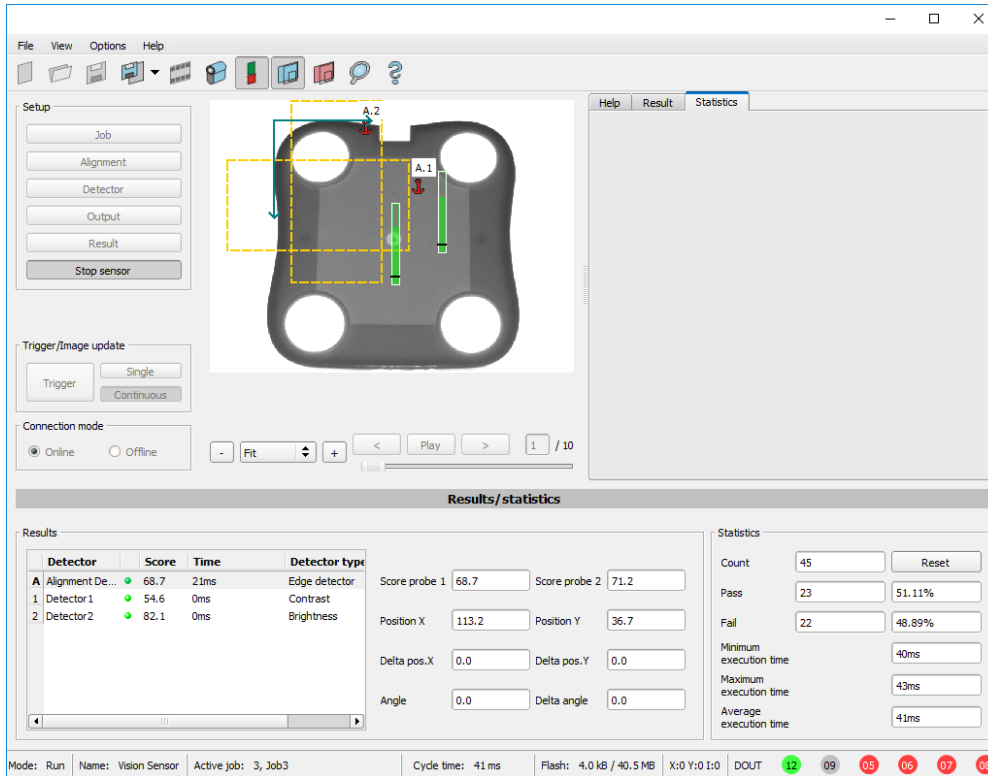 File View Options Help
Setup
Job
Alignment
Detector
Output
Result
Stop sensor
Trigger/Image update
Trigger
Single
Continuous
Connection mode
Online Offline
A.2
A.1
- Fit + < Play > 1 / 10
Help Result Statistics
Results/statistics
Results
Detector Score Time Detector type
A Alignment De... 68.7 21ms Edge detector
1 Detector1 54.6 0ms Contrast
2 Detector2 82.1 0ms Brightness
Score probe 1 68.7 Score probe 2 71.2
Position X 113.2 Position Y 36.7
Delta pos.X 0.0 Delta pos.Y 0.0
Angle 0.0 Delta angle 0.0
Statistics
Count 45 Reset
Pass 23 51.11%
Fail 22 48.89%
Minimum
execution time 40ms
Maximum
execution time 43ms
Average
execution time 41ms
Mode: Run Name: Vision Sensor Active job: 3, Job3 Cycle time: 41 ms Flash: 4.0 kB / 40.5 MB X:0 Y:0 I:0 DOUT 12 09 05 06 07 08